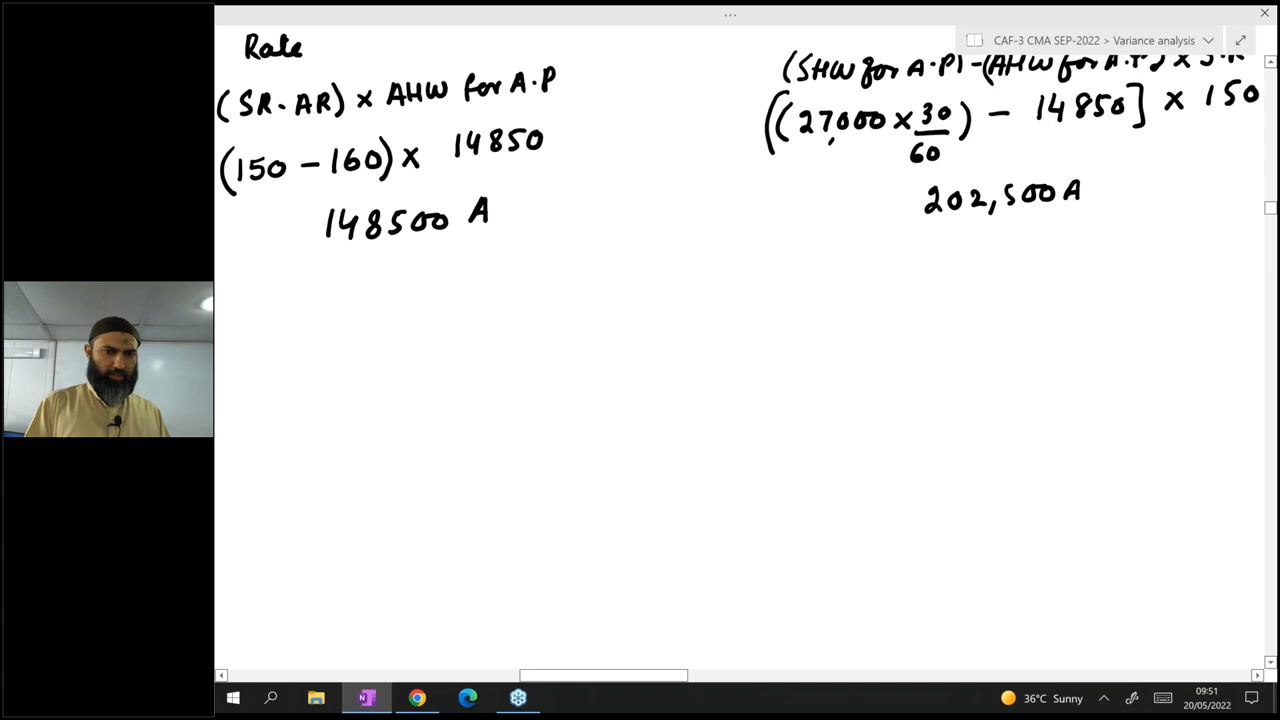 CAF-3 CMA SEP-2022 > Variance analysis
Rate
(SR-AR) x AHW for A.P
(150 - 160) x 14850
148500 A
(SHW for A.P) - (AHW for A.P) x S.R
((27,000 x 30/60) - 14850] x 150
202,500 A
36°C Sunny
09:51
20/05/2022